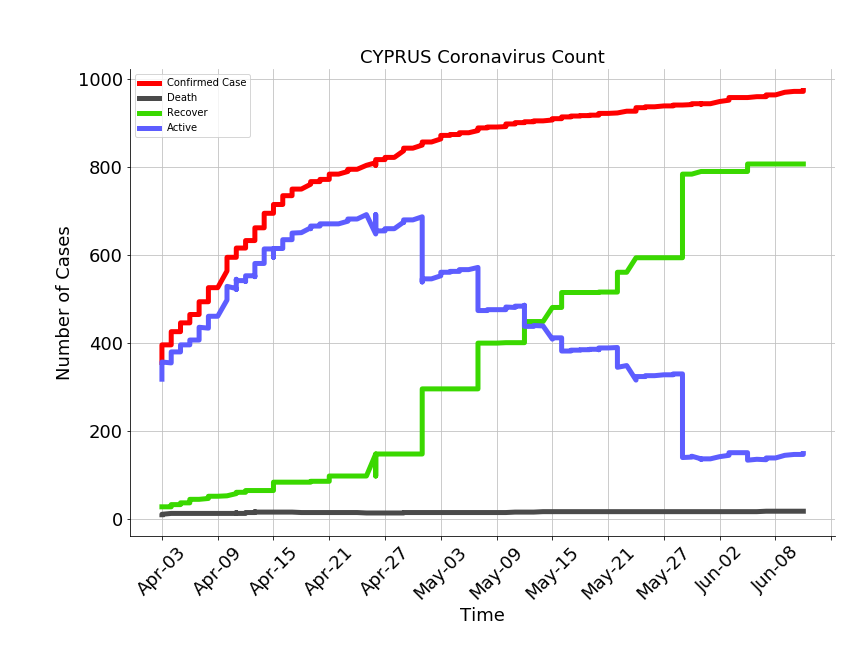 CYPRUS Coronavirus Count
Confirmed Case
Death
Recover
Active
1000
800
600
400
200
0
Number of Cases
Apr-03
Apr-09
Apr-15
Apr-21
Apr-27
May-03
May-09
May-15
May-21
May-27
Jun-02
Jun-08
Time